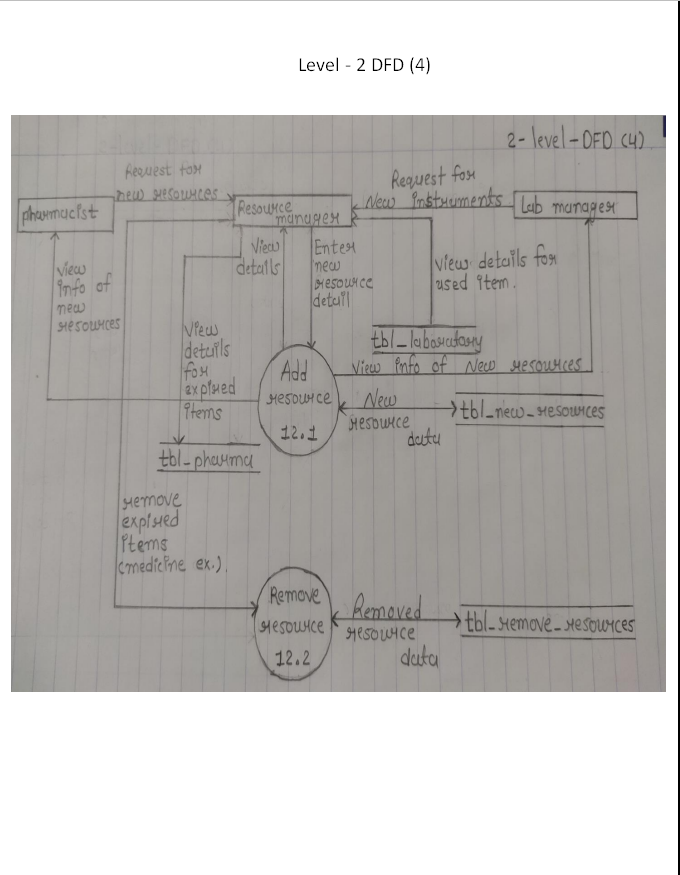 Level - 2 DFD (4)
2-level-DFD (4)
Request for
new resources
Request for
New instruments
pharmacist
Resource
manager
Lab manager
View
details
Enter
new
resource
detail
View details for
used item.
view
info of
new
resources
View
details
for
expired
items
tbl_laboratory
View info of New resources
Add
resource
12.1
New
resource
data
tbl_new_resources
tbl_pharma
remove
expired
items
(medicine ex.).
Remove
resource
12.2
Removed
resource
data
tbl_remove_resources